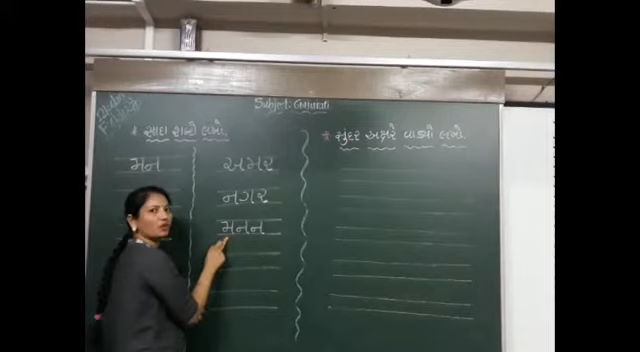 Subject:- Gujarati
* સાદા શબ્દો લખો.
મન
અમર
નગર
મનન
* સુંદર અક્ષરે વાક્યો લખો.